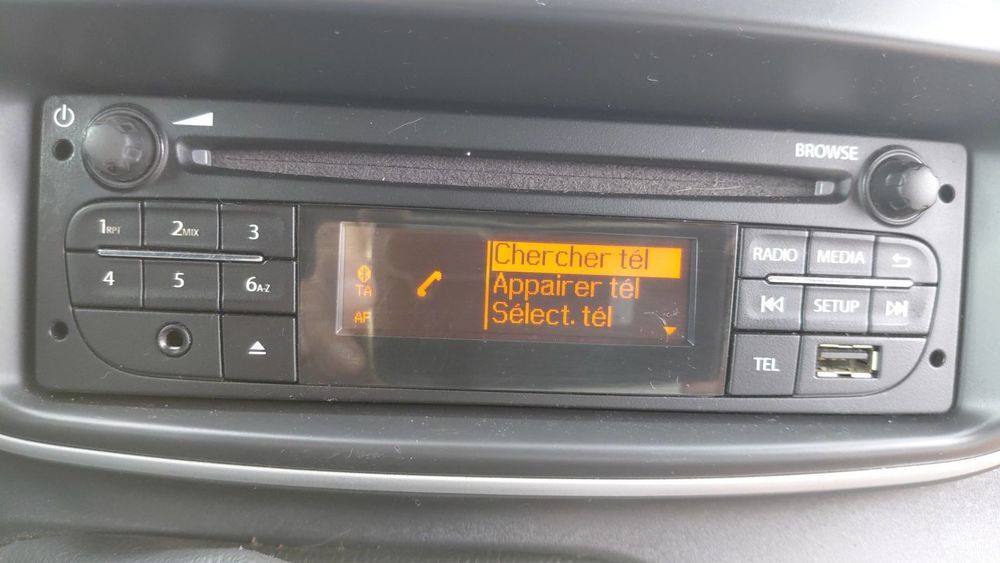 BROWSE
1RPT 2MIX 3
4 5 6A-Z
TA
AF
Chercher tél
Appairer tél
Sélect. tél
RADIO MEDIA
SETUP
TEL